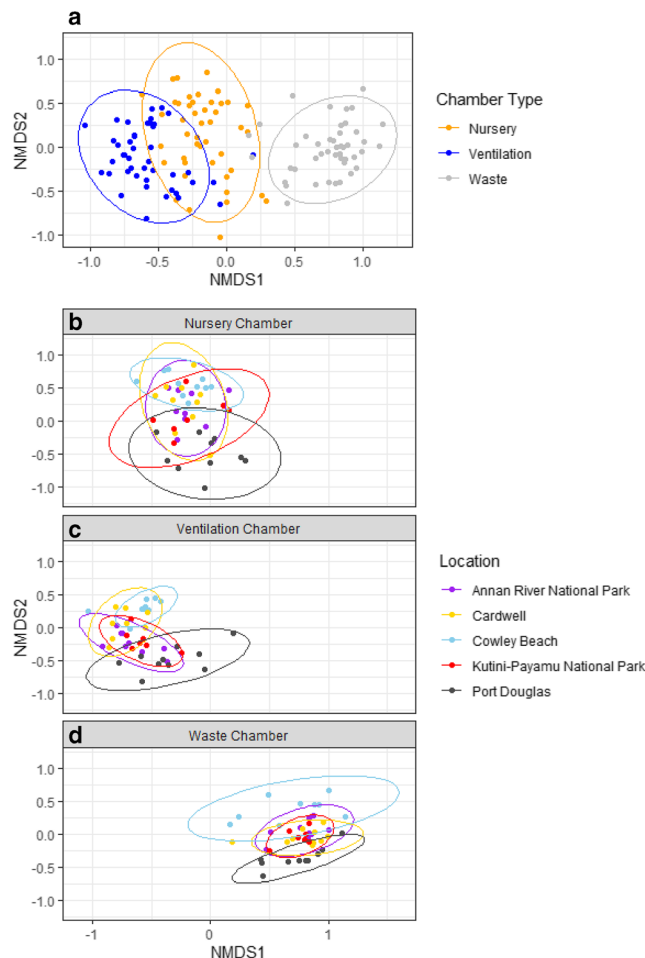 a
1.0
0.5
0.0
-0.5
-1.0
NMDS2
-1.0 -0.5 0.0 0.5 1.0
NMDS1
Chamber Type
Nursery
Ventilation
Waste
b
Nursery Chamber
1.0
0.5
0.0
-0.5
-1.0
c
Ventilation Chamber
1.0
0.5
0.0
-0.5
-1.0
NMDS2
d
Waste Chamber
1.0
0.5
0.0
-0.5
-1.0
-1 0 1
NMDS1
Location
Annan River National Park
Cardwell
Cowley Beach
Kutini-Payamu National Park
Port Douglas